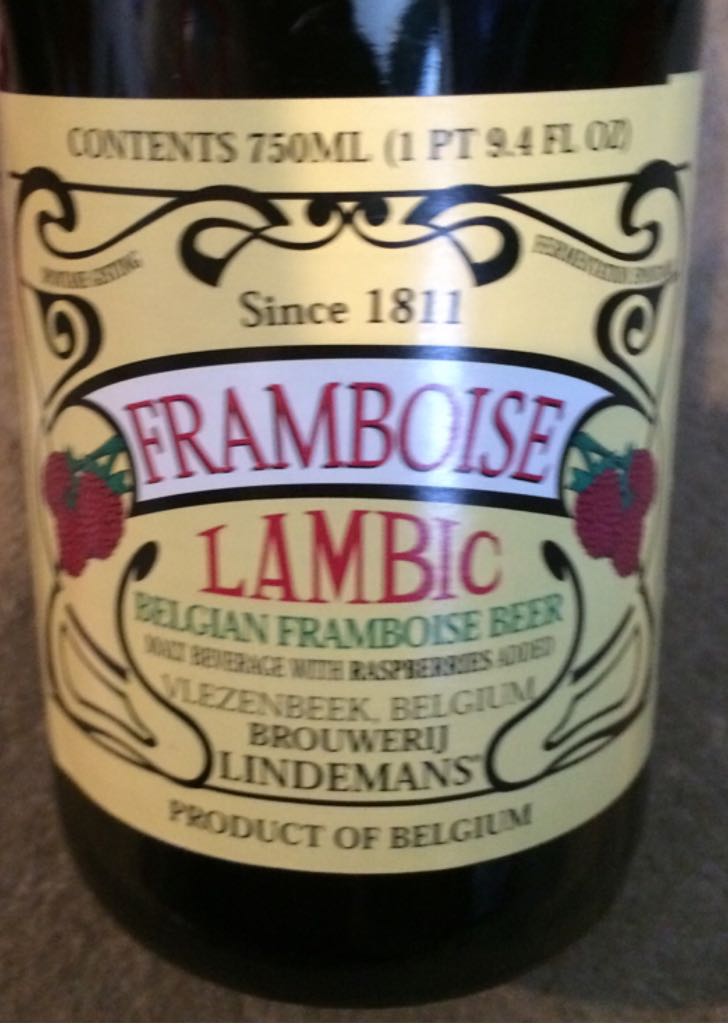 CONTENTS 750ML (1 PT 9.4 FL OZ)
Since 1811
FRAMBOISE
LAMBIC
BELGIAN FRAMBOISE BEER
MALT BEVERAGE WITH RASPBERRIES ADDED
VLEZENBEEK, BELGIUM
BROUWERIJ
LINDEMANS®
PRODUCT OF BELGIUM